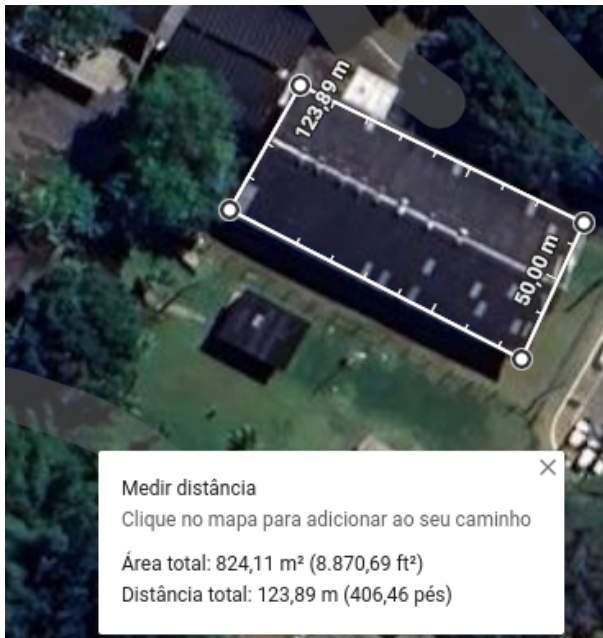 123,89 m
50,00 m
Medir distância
Clique no mapa para adicionar ao seu caminho
Área total: 824,11 m² (8.870,69 ft²)
Distância total: 123,89 m (406,46 pés)